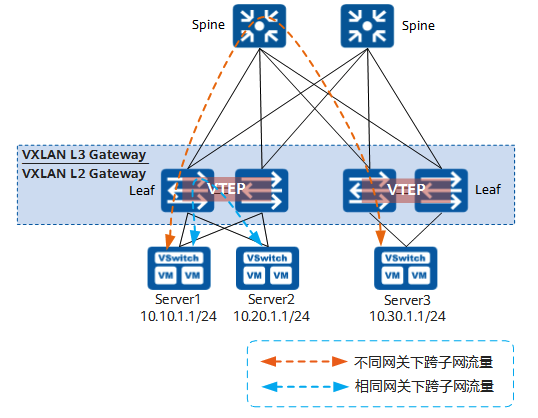 Spine
Spine
VXLAN L3 Gateway
VXLAN L2 Gateway
Leaf
VTEP
VTEP
Leaf
VSwitch
VM VM
VSwitch
VM VM
VSwitch
VM VM
Server1
10.10.1.1/24
Server2
10.20.1.1/24
Server3
10.30.1.1/24
不同网关下跨子网流量
相同网关下跨子网流量